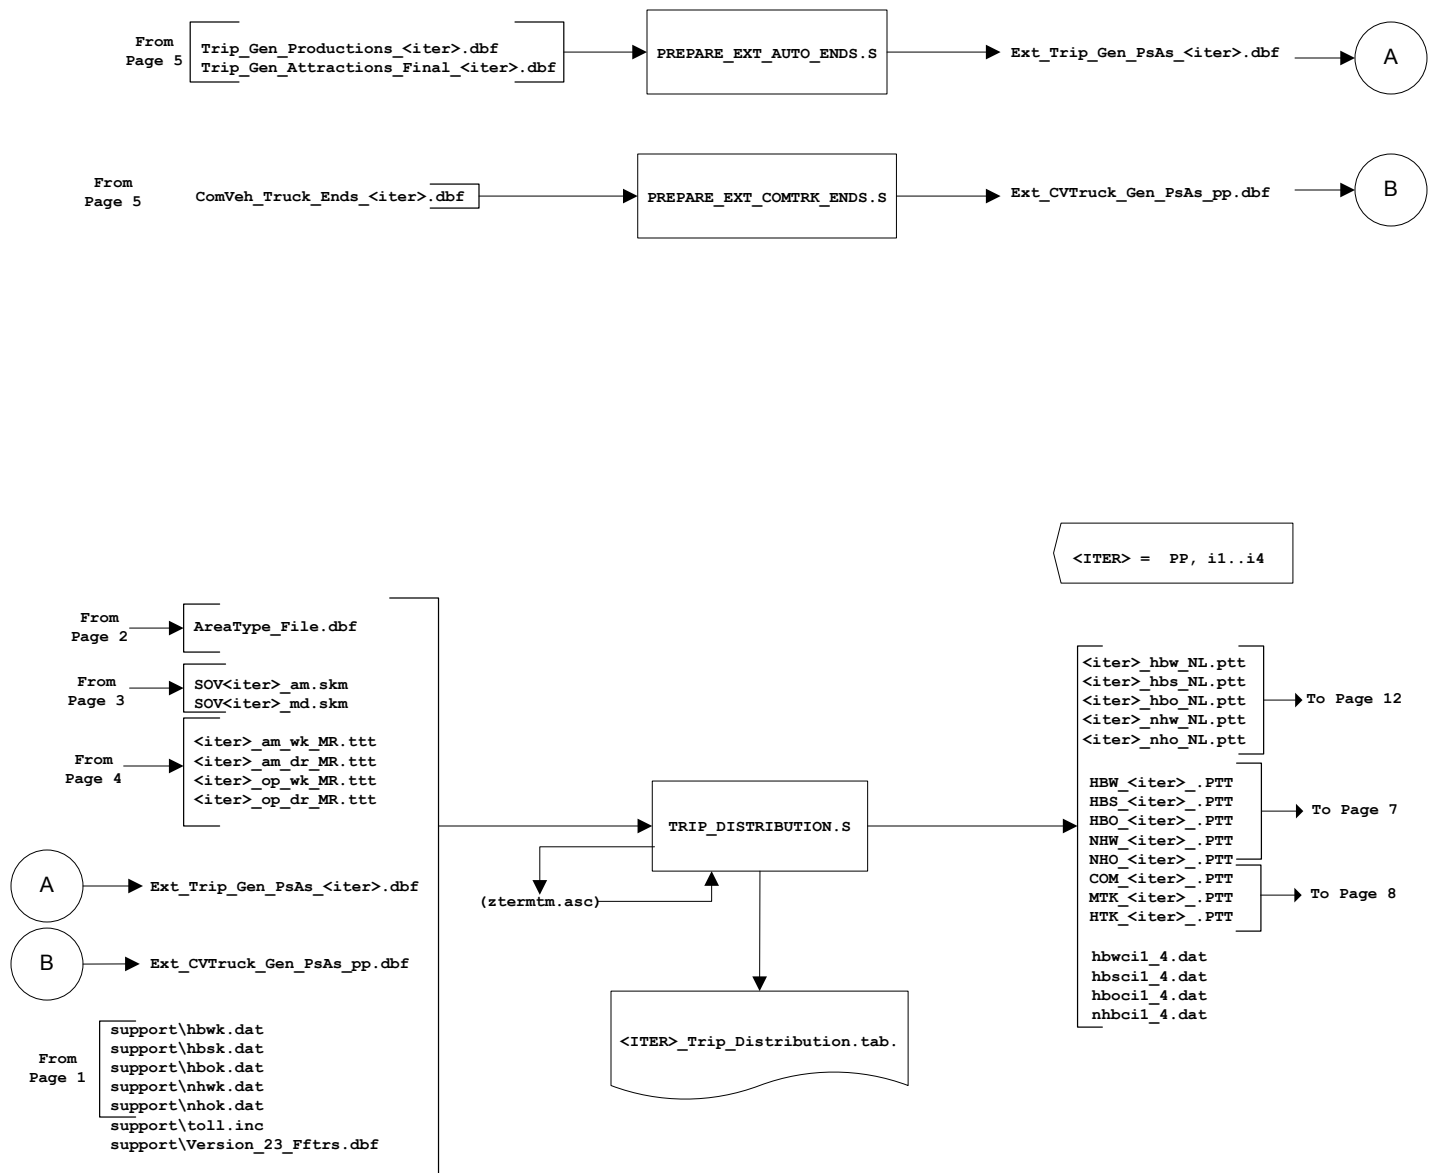 From
Page 5
Trip_Gen_Productions_<iter>.dbf
Trip_Gen_Attractions_Final_<iter>.dbf
PREPARE_EXT_AUTO_ENDS.S
Ext_Trip_Gen_PsAs_<iter>.dbf
A
From
Page 5
ComVeh_Truck_Ends_<iter>.dbf
PREPARE_EXT_COMTRK_ENDS.S
Ext_CVTruck_Gen_PsAs_pp.dbf
B
<ITER> = PP, i1..i4
From
Page 2
AreaType_File.dbf
From
Page 3
SOV<iter>_am.skm
SOV<iter>_md.skm
From
Page 4
<iter>_am_wk_MR.ttt
<iter>_am_dr_MR.ttt
<iter>_op_wk_MR.ttt
<iter>_op_dr_MR.ttt
A
Ext_Trip_Gen_PsAs_<iter>.dbf
B
Ext_CVTruck_Gen_PsAs_pp.dbf
From
Page 1
support\hbwk.dat
support\hbsk.dat
support\hbok.dat
support\nhwk.dat
support\nhok.dat
support\toll.inc
support\Version_23_Fftrs.dbf
TRIP_DISTRIBUTION.S
(ztermtm.asc)
<ITER>_Trip_Distribution.tab.
<iter>_hbw_NL.ptt
<iter>_hbs_NL.ptt
<iter>_hbo_NL.ptt
<iter>_nhw_NL.ptt
<iter>_nho_NL.ptt
To Page 12
HBW_<iter>_.PTT
HBS_<iter>_.PTT
HBO_<iter>_.PTT
NHW_<iter>_.PTT
NHO_<iter>_.PTT
To Page 7
COM_<iter>_.PTT
MTK_<iter>_.PTT
HTK_<iter>_.PTT
To Page 8
hbwci1_4.dat
hbsci1_4.dat
hboci1_4.dat
nhbci1_4.dat